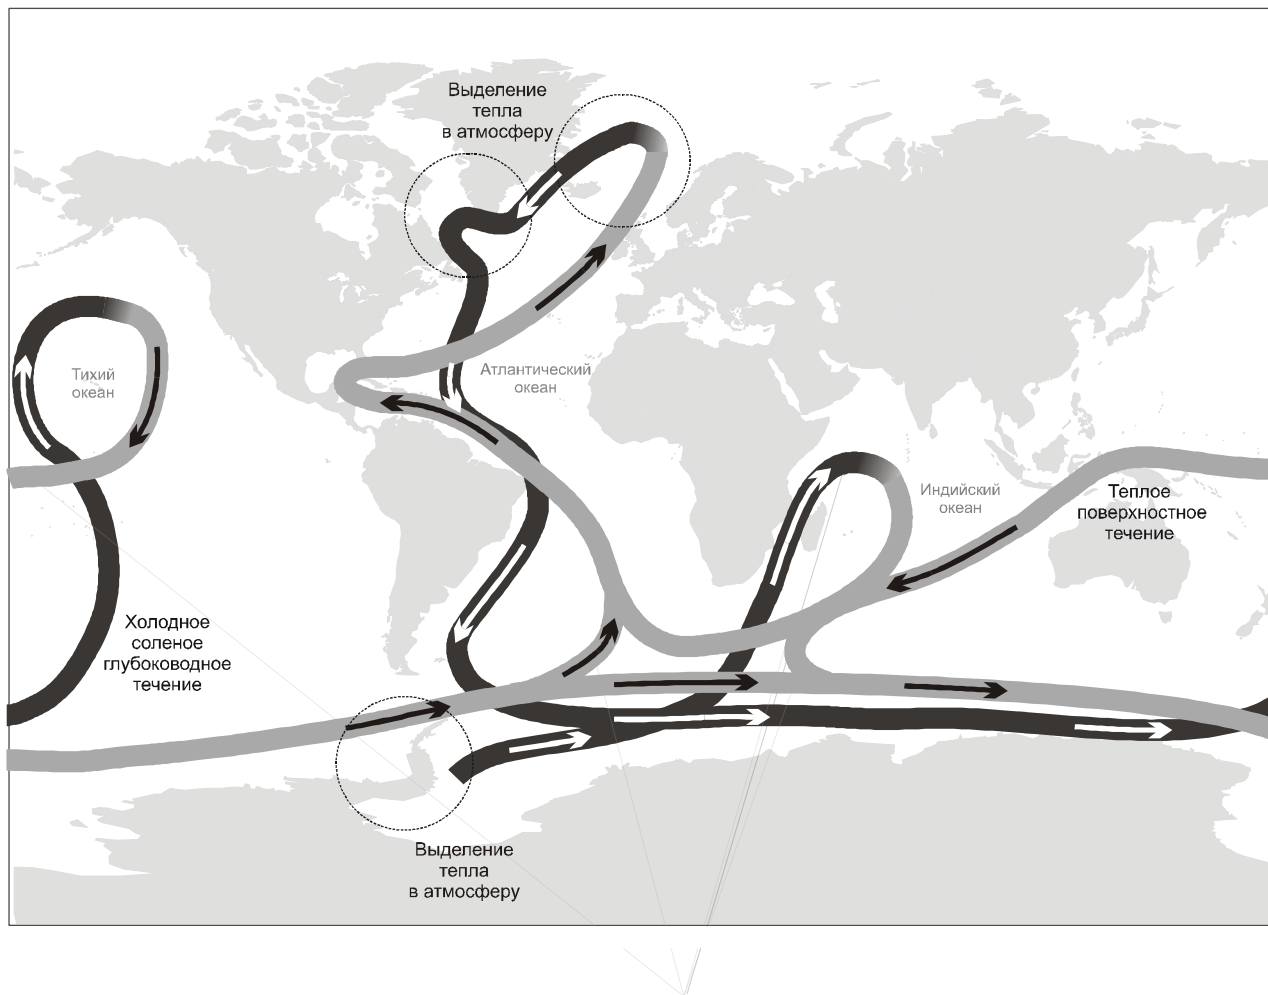 Выделение
тепла
в атмосферу
Тихий
океан
Атлантический
океан
Индийский
океан
Теплое
поверхностное
течение
Холодное
соленое
глубоководное
течение
Выделение
тепла
в атмосферу